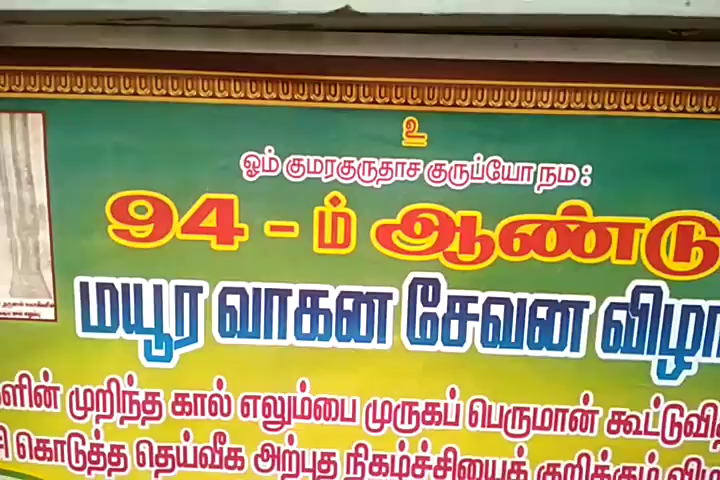 உ
ஓம் குமரகுருதாச குருப்யோ நம :
94 - ம் ஆண்டு
மயூர வாகன சேவன விழா
முறிந்த கால் எலும்பை முருகப் பெருமான்
கொடுத்த தெய்வீக அற்புத நிகழ்ச்சியைக் குறிக்கும்